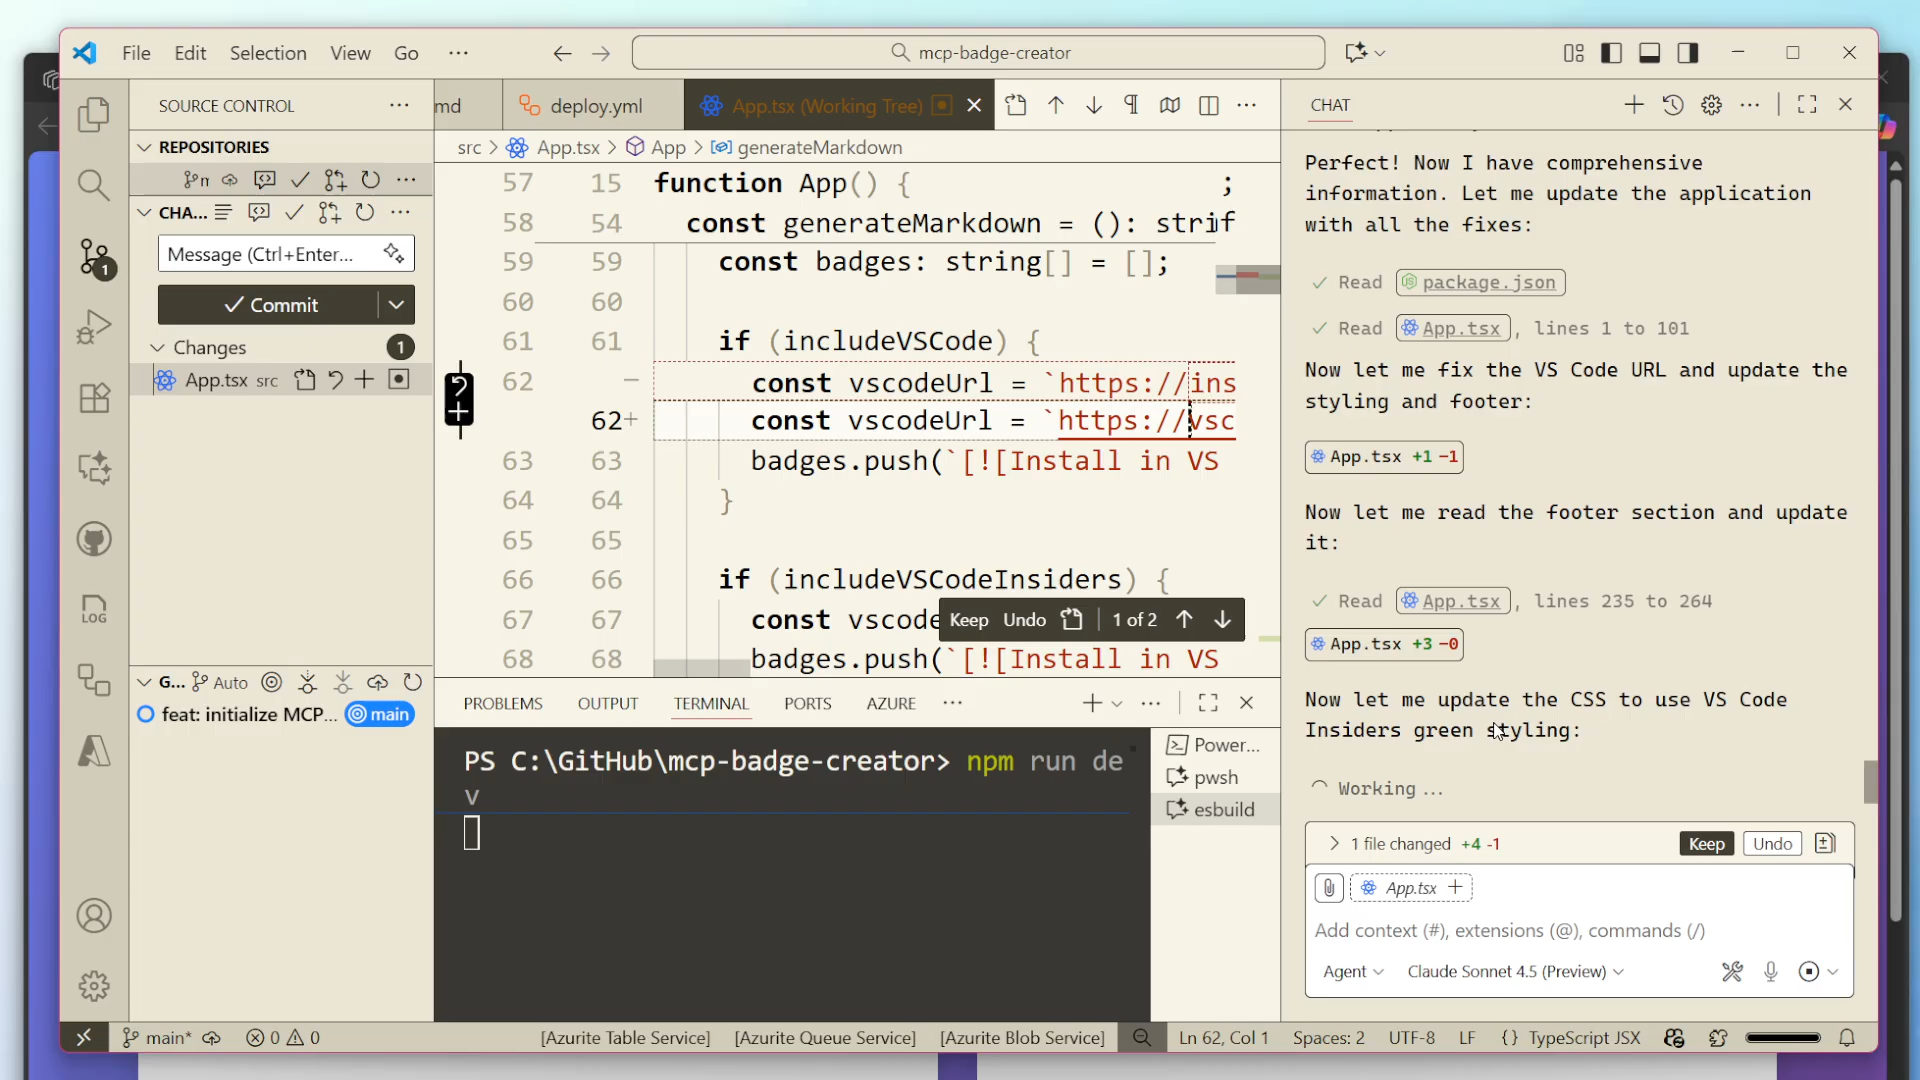 File Edit Selection View Go ··· mcp-badge-creator
SOURCE CONTROL ···
REPOSITORIES
CHA...
Message (Ctrl+Enter...
Commit
Changes 1
App.tsx src
1
LOG
G... Auto
feat: initialize MCP... main
md deploy.yml App.tsx (Working Tree)
src > App.tsx > App > generateMarkdown
57 15 function App() { ;
58 54 const generateMarkdown = (): strif
59 59 const badges: string[] = [];
60 60
61 61 if (includeVSCode) {
62 − const vscodeUrl = `https://ins
62+ const vscodeUrl = `https://vsc
63 63 badges.push(`[![Install in VS
64 64 }
65 65
66 66 if (includeVSCodeInsiders) {
67 67 const vscode
68 68 badges.push(`[![Install in VS
Keep Undo 1 of 2
PROBLEMS OUTPUT TERMINAL PORTS AZURE ···
PS C:\GitHub\mcp-badge-creator> npm run de
v
Power...
pwsh
esbuild
CHAT
Perfect! Now I have comprehensive
information. Let me update the application
with all the fixes:
Read package.json
Read App.tsx, lines 1 to 101
Now let me fix the VS Code URL and update the
styling and footer:
App.tsx +1 −1
Now let me read the footer section and update
it:
Read App.tsx, lines 235 to 264
App.tsx +3 −0
Now let me update the CSS to use VS Code
Insiders green styling:
Working ...
1 file changed +4 -1 Keep Undo
App.tsx +
Add context (#), extensions (@), commands (/)
Agent Claude Sonnet 4.5 (Preview)
main* 0 0 [Azurite Table Service] [Azurite Queue Service] [Azurite Blob Service] Ln 62, Col 1 Spaces: 2 UTF-8 LF {} TypeScript JSX